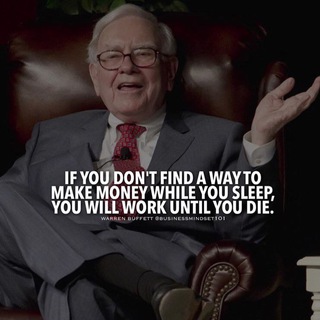 IF YOU DON'T FIND A WAY TO
MAKE MONEY WHILE YOU SLEEP,
YOU WILL WORK UNTIL YOU DIE.
WARREN BUFFETT @BUSINESSMINDSET101